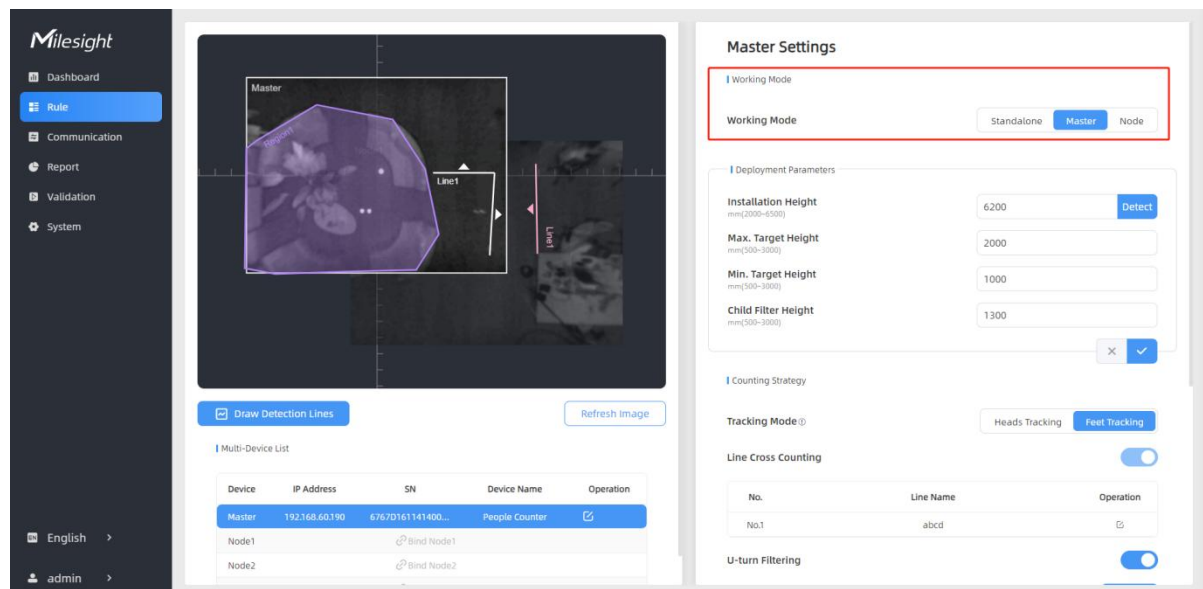 Milesight
Dashboard
Rule
Communication
Report
Validation
System
English >
admin >
Master
Region1
Line1
Line1
Draw Detection Lines
Refresh Image
Multi-Device List
Device IP Address SN Device Name Operation
Master 192.168.60.190 6767D161141400... People Counter
Node1 Bind Node1
Node2 Bind Node2
Master Settings
Working Mode
Working Mode Standalone Master Node
Deployment Parameters
Installation Height 6200 Detect
mm(2000~6500)
Max. Target Height 2000
mm(500~3000)
Min. Target Height 1000
mm(500~3000)
Child Filter Height 1300
mm(500~3000)
Counting Strategy
Tracking Mode Heads Tracking Feet Tracking
Line Cross Counting
No. Line Name Operation
No.1 abcd
U-turn Filtering